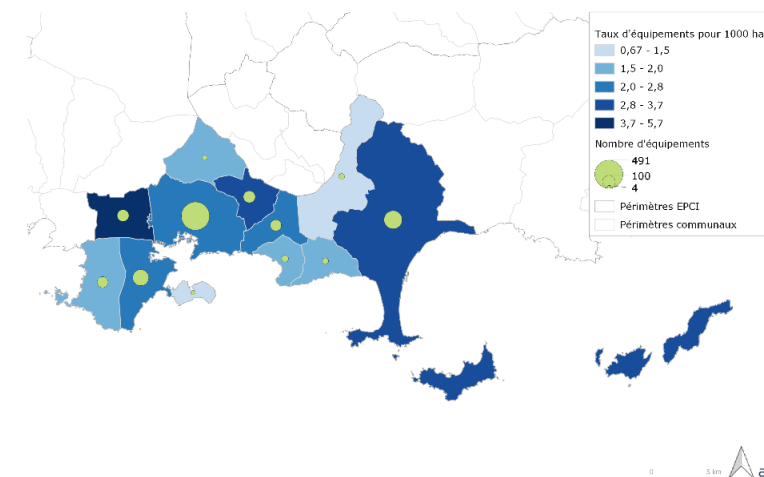 Taux d'équipements pour 1000 ha
0,67 - 1,5
1,5 - 2,0
2,0 - 2,8
2,8 - 3,7
3,7 - 5,7
Nombre d'équipements
491
100
4
Périmètres EPCI
Périmètres communaux
0 5 km
a